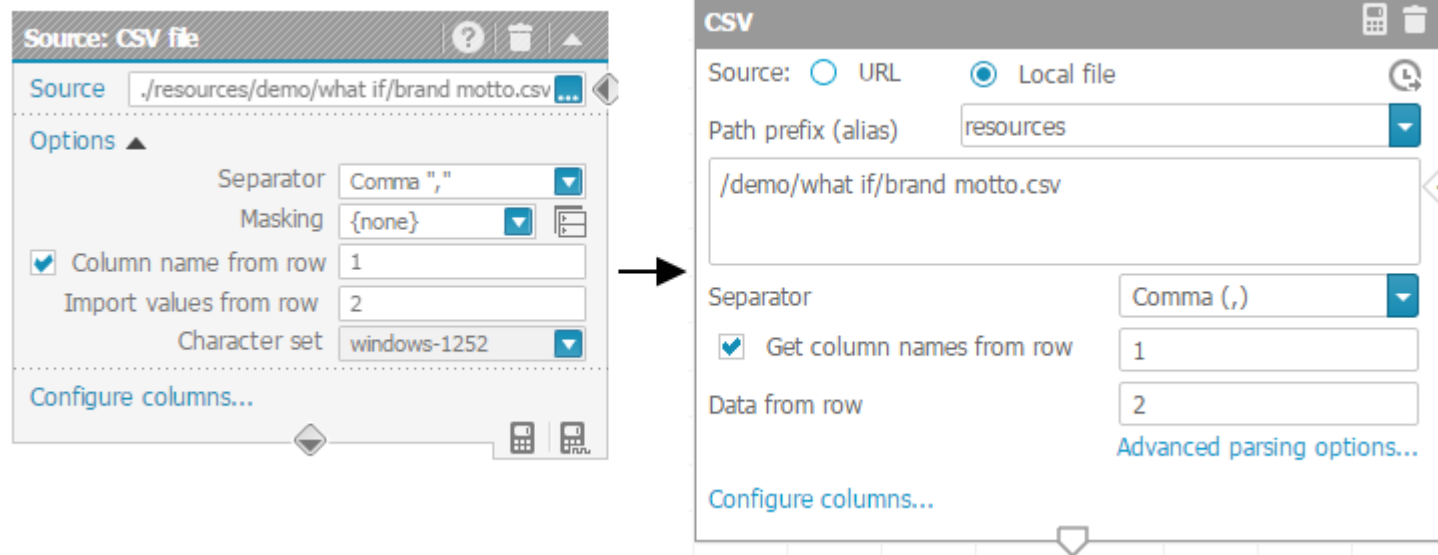 Source: CSV file
Source ./resources/demo/what if/brand motto.csv ...
Options
Separator Comma ","
Masking {none}
Column name from row 1
Import values from row 2
Character set windows-1252
Configure columns...
CSV
Source: URL Local file
Path prefix (alias) resources
/demo/what if/brand motto.csv
Separator Comma (,)
Get column names from row 1
Data from row 2
Advanced parsing options...
Configure columns...